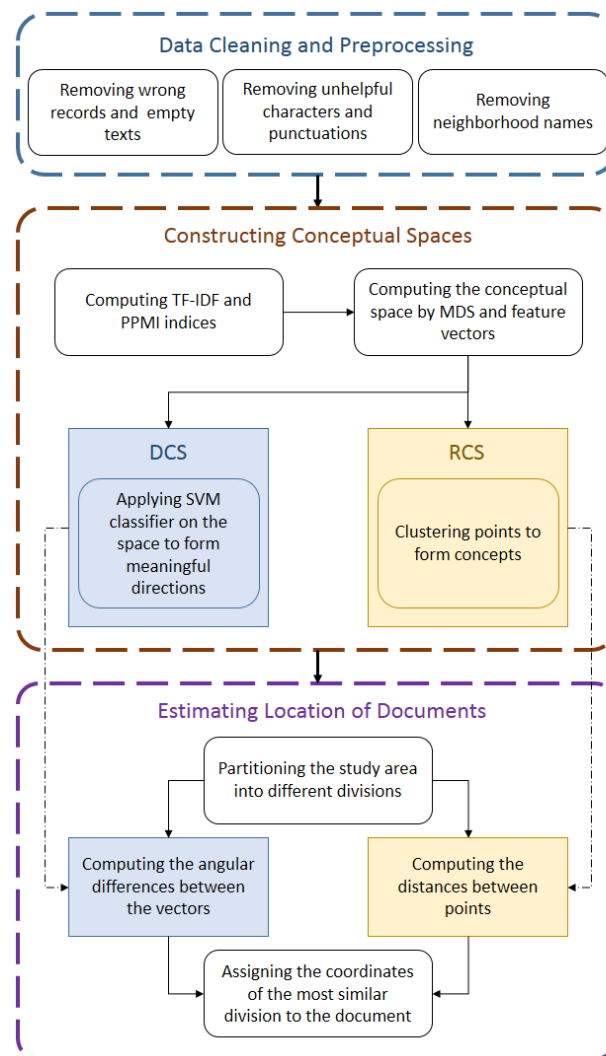 Data Cleaning and Preprocessing
Removing wrong
records and empty
texts
Removing unhelpful
characters and
punctuations
Removing
neighborhood names
Constructing Conceptual Spaces
Computing TF-IDF and
PPMI indices
Computing the conceptual
space by MDS and feature
vectors
DCS
Applying SVM
classifier on the
space to form
meaningful
directions
RCS
Clustering points to
form concepts
Estimating Location of Documents
Partitioning the study area
into different divisions
Computing the angular
differences between
the vectors
Computing the
distances between
points
Assigning the coordinates
of the most similar
division to the document